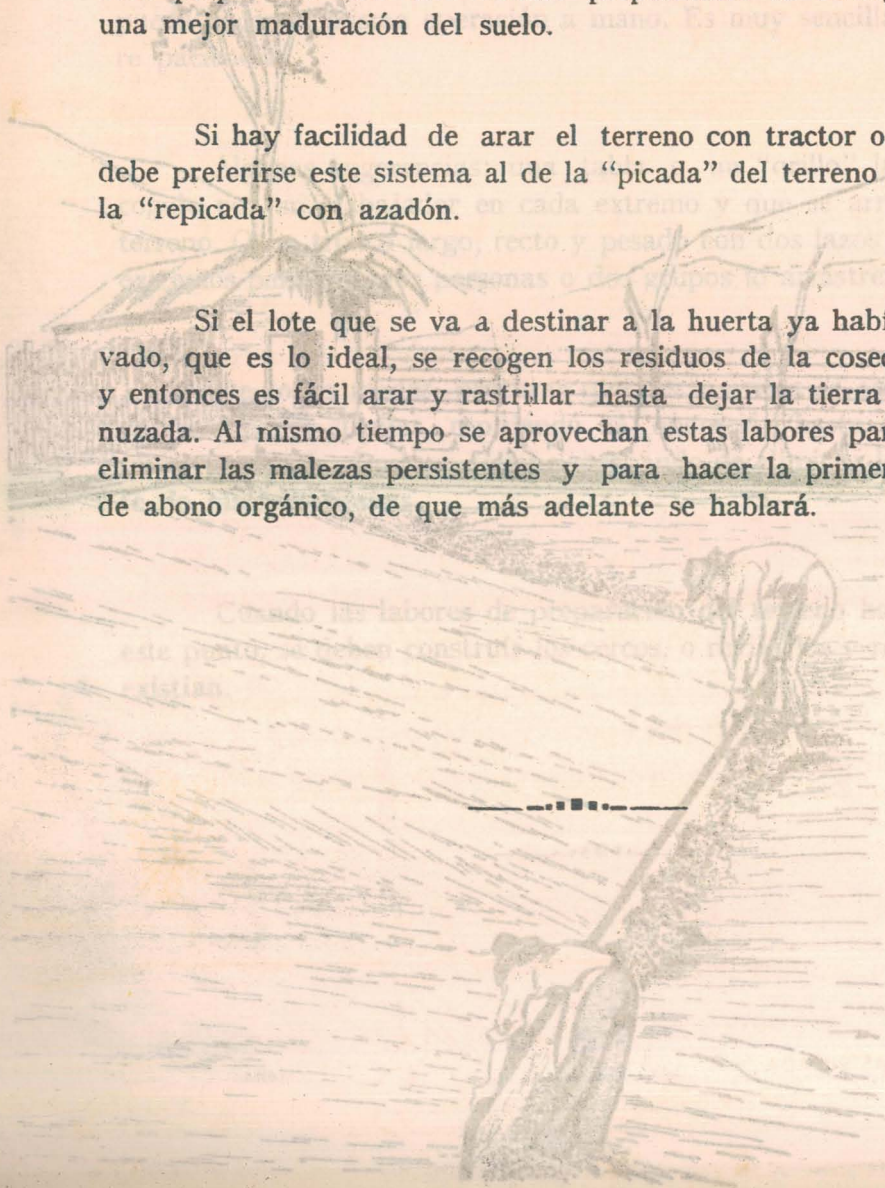 una mejor maduración del suelo.
Si hay facilidad de arar el terreno con tractor o
debe preferirse este sistema al de la “picada” del terreno
la “repicada” con azadón.
Si el lote que se va a destinar a la huerta ya habí
vado, que es lo ideal, se recogen los residuos de la cosec
y entonces es fácil arar y rastrillar hasta dejar la tierra
nuzada. Al mismo tiempo se aprovechan estas labores par
eliminar las malezas persistentes y para hacer la primer
de abono orgánico, de que más adelante se hablará.